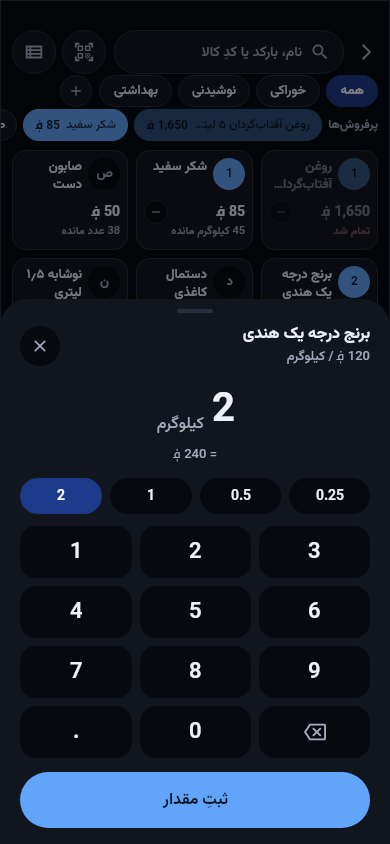 نام، بارکد یا کدِ کالا
همه خوراکی نوشیدنی بهداشتی +
پرفروش‌ها روغن آفتاب‌گردان ۵ لیتـ… 1,650 ؋ شکر سفید 85 ؋
1 روغن آفتاب‌گردا…
1,650 ؋
تمام شد
1 شکر سفید
85 ؋
45 کیلوگرم مانده
ص صابون دست
50 ؋
38 عدد مانده
2 برنج درجه یک هندی
د دستمال کاغذی
ن نوشابه ۱٫۵ لیتری
برنج درجه یک هندی
120 ؋ / کیلوگرم
2 کیلوگرم
= 240 ؋
0.25 0.5 1 2
1 2 3
4 5 6
7 8 9
. 0
ثبتِ مقدار